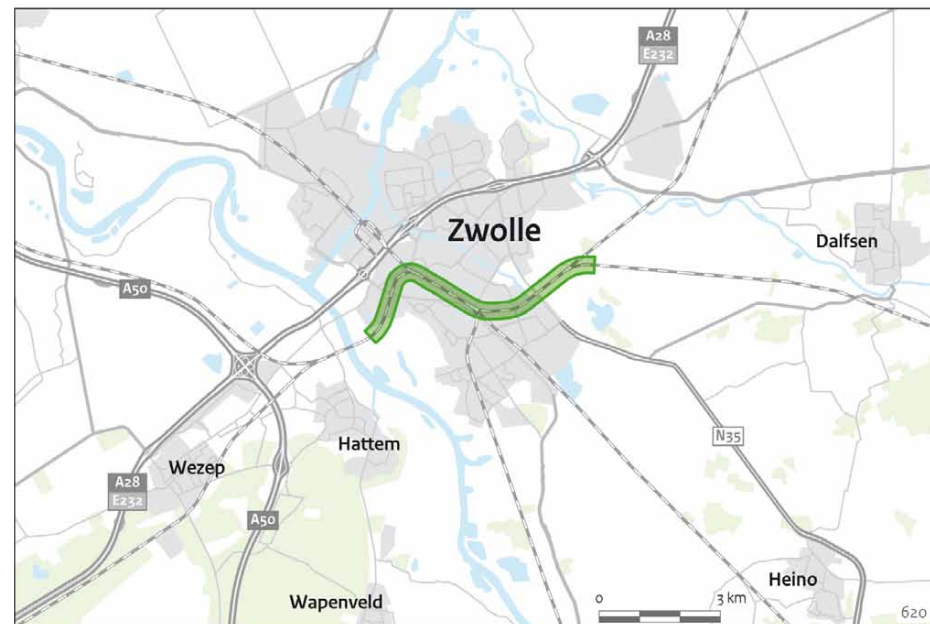 A28
E232
Zwolle
Dalfsen
A50
N35
Hattem
Wezep
A28
E232
A50
Heino
Wapenveld
0 3 km
620